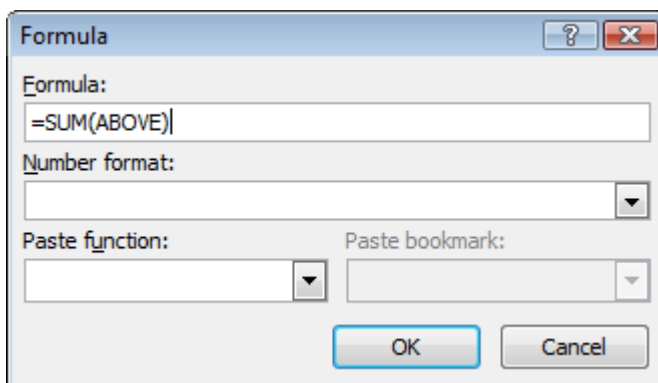 Formula
Formula:
=SUM(ABOVE)
Number format:
Paste function: Paste bookmark:
OK Cancel